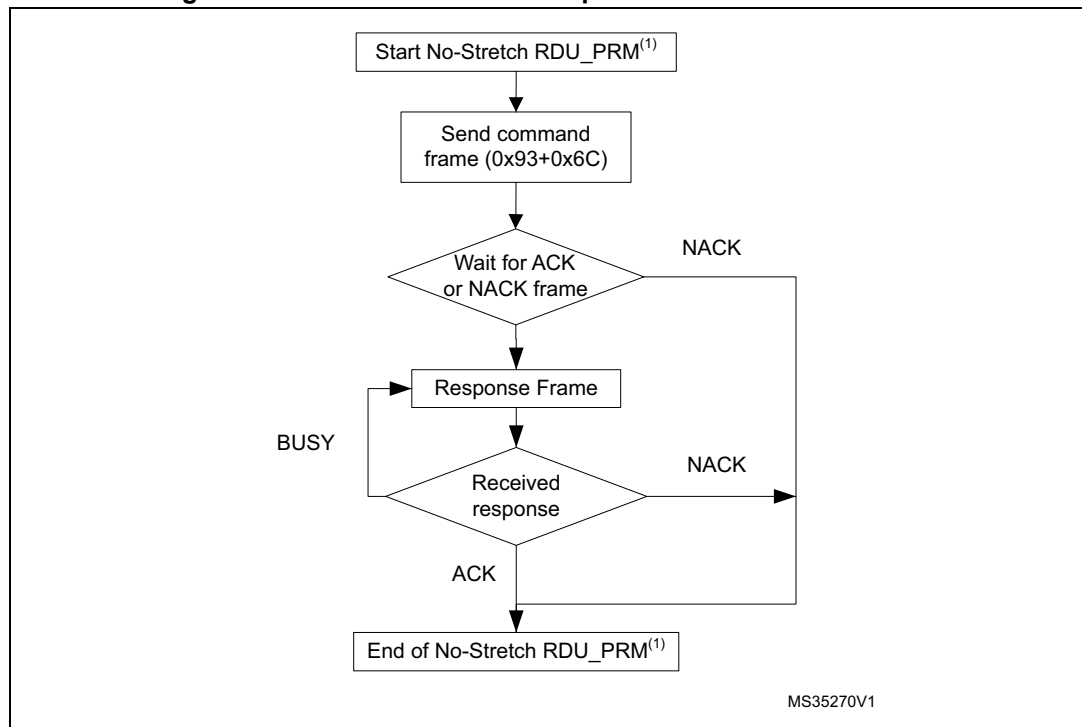 Start No-Stretch RDU_PRM(1)
Send command
frame (0x93+0x6C)
NACK
Wait for ACK
or NACK frame
Response Frame
BUSY
NACK
Received
response
ACK
End of No-Stretch RDU_PRM(1)
MS35270V1